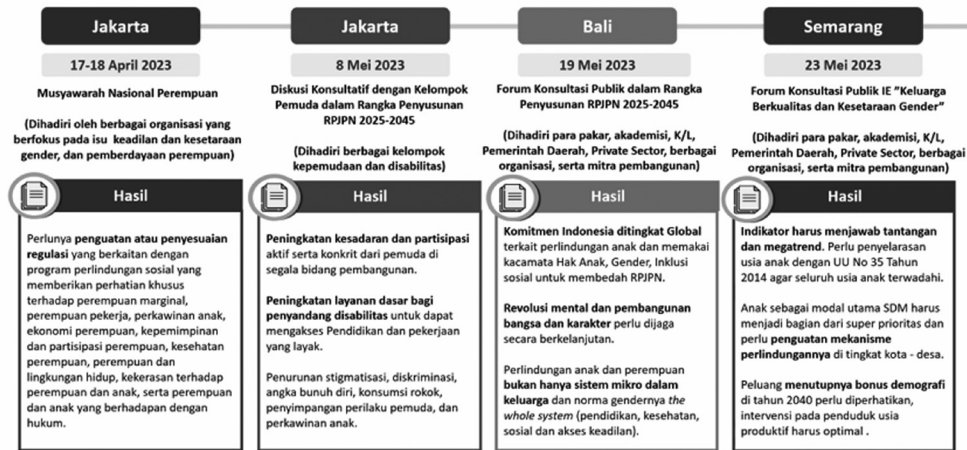 Jakarta
17-18 April 2023
Musyawarah Nasional Perempuan
(Dihadiri oleh berbagai organisasi yang
berfokus pada isu keadilan dan kesetaraan
gender, dan pemberdayaan perempuan)
Hasil
Perlunya penguatan atau penyesuaian
regulasi yang berkaitan dengan
program perlindungan sosial yang
memberikan perhatian khusus
terhadap perempuan marginal,
perempuan pekerja, perkawinan anak,
ekonomi perempuan, kepemimpinan
dan partisipasi perempuan, kesehatan
perempuan, perempuan dan
lingkungan hidup, kekerasan terhadap
perempuan dan anak, serta perempuan
dan anak yang berhadapan dengan
hukum.
Jakarta
8 Mei 2023
Diskusi Konsultatif dengan Kelompok
Pemuda dalam Rangka Penyusunan
RPJPN 2025-2045
(Dihadiri berbagai kelompok
kepemudaan dan disabilitas)
Hasil
Peningkatan kesadaran dan partisipasi
aktif serta konkrit dari pemuda di
segala bidang pembangunan.
Peningkatan layanan dasar bagi
penyandang disabilitas untuk dapat
mengakses Pendidikan dan pekerjaan
yang layak.
Penurunan stigmatisasi, diskriminasi,
angka bunuh diri, konsumsi rokok,
penyimpangan perilaku pemuda, dan
perkawinan anak.
Bali
19 Mei 2023
Forum Konsultasi Publik dalam Rangka
Penyusunan RPJPN 2025-2045
(Dihadiri para pakar, akademisi, K/L,
Pemerintah Daerah, Private Sector, berbagai
organisasi, serta mitra pembangunan)
Hasil
Komitmen Indonesia ditingkat Global
terkait perlindungan anak dan memakai
kacamata Hak Anak, Gender, Inklusi
sosial untuk membedah RPJPN.
Revolusi mental dan pembangunan
bangsa dan karakter perlu dijaga
secara berkelanjutan.
Perlindungan anak dan perempuan
bukan hanya sistem mikro dalam
keluarga dan norma gendernya the
whole system (pendidikan, kesehatan,
sosial dan akses keadilan).
Semarang
23 Mei 2023
Forum Konsultasi Publik IE "Keluarga
Berkualitas dan Kesetaraan Gender"
(Dihadiri para pakar, akademisi, K/L,
Pemerintah Daerah, Private Sector, berbagai
organisasi, serta mitra pembangunan)
Hasil
Indikator harus menjawab tantangan
dan megatrend. Perlu penyelarasan
usia anak dengan UU No 35 Tahun
2014 agar seluruh usia anak terwadahi.
Anak sebagai modal utama SDM harus
menjadi bagian dari super prioritas dan
perlu penguatan mekanisme
perlindungannya di tingkat kota - desa.
Peluang menutupnya bonus demografi
di tahun 2040 perlu diperhatikan,
intervensi pada penduduk usia
produktif harus optimal .